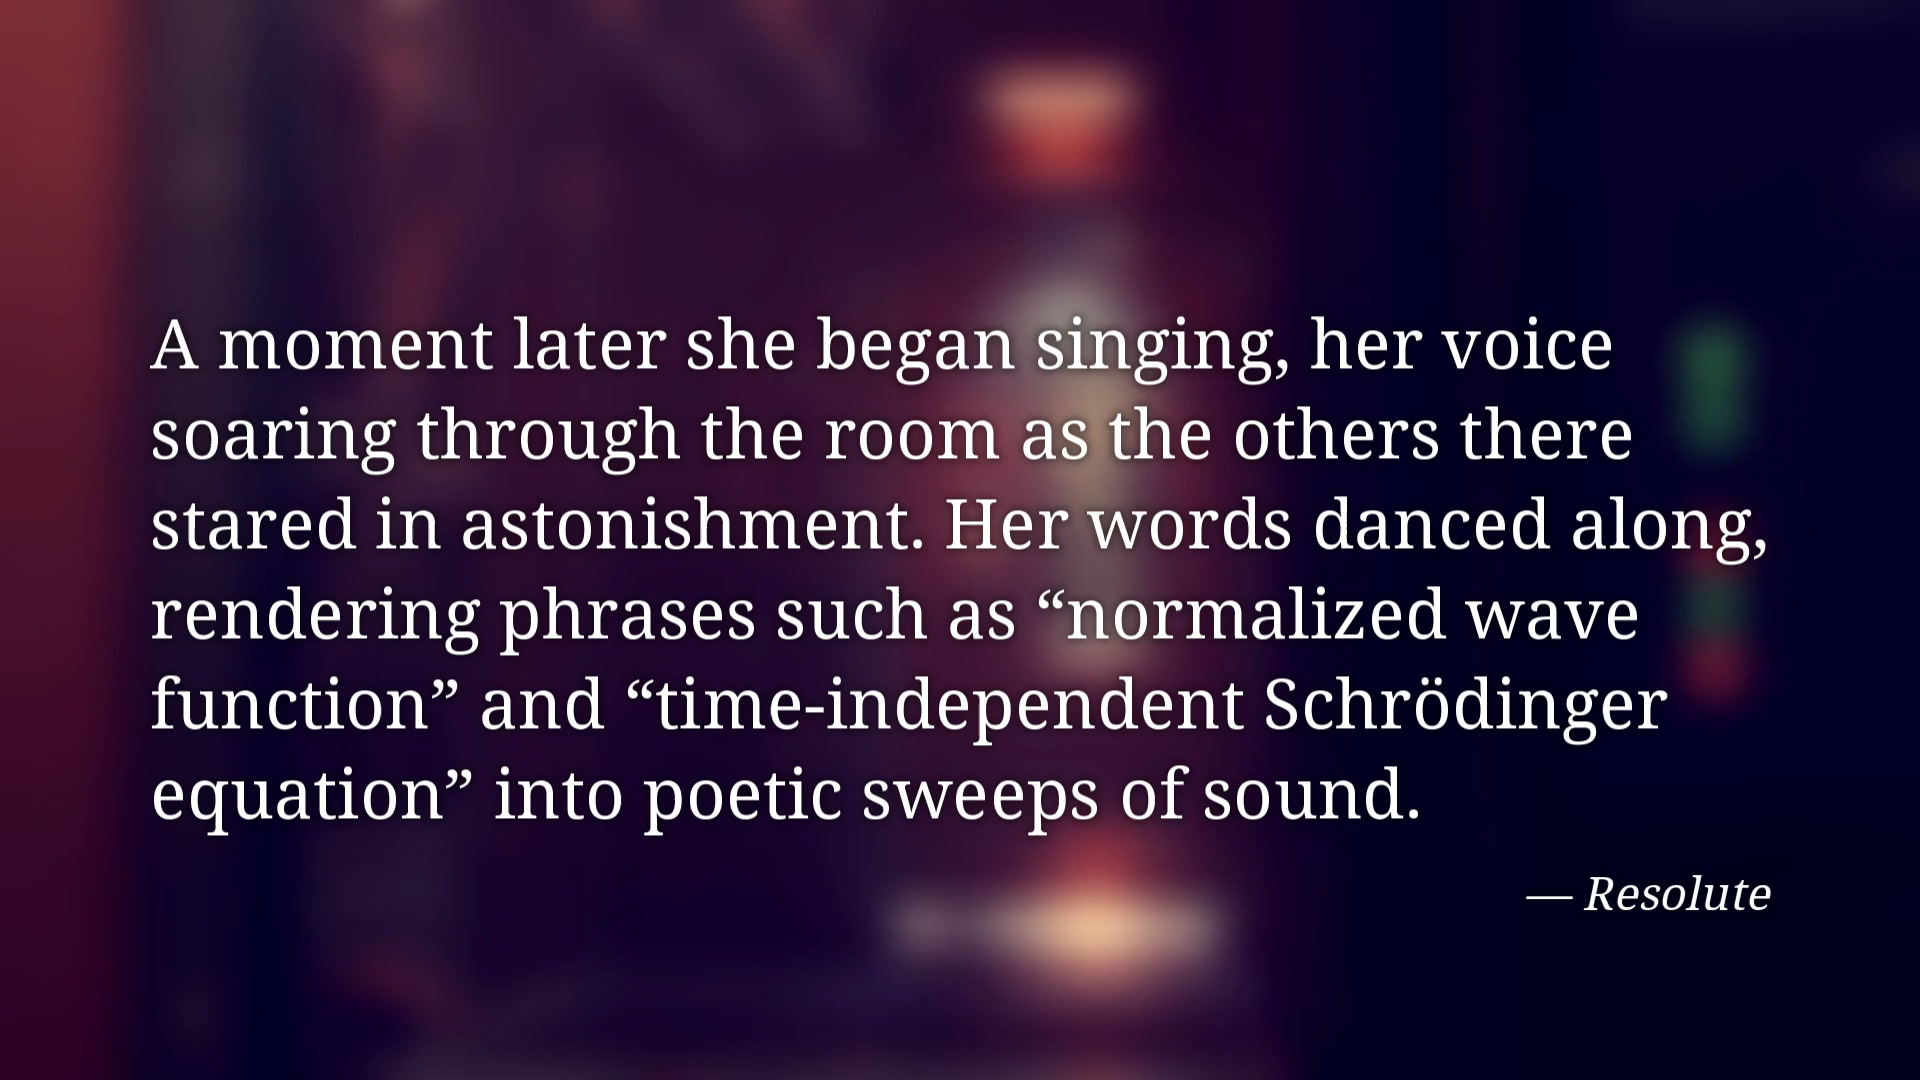 A moment later she began singing, her voice
soaring through the room as the others there
stared in astonishment. Her words danced along,
rendering phrases such as “normalized wave
function” and “time-independent Schrödinger
equation” into poetic sweeps of sound.
— Resolute